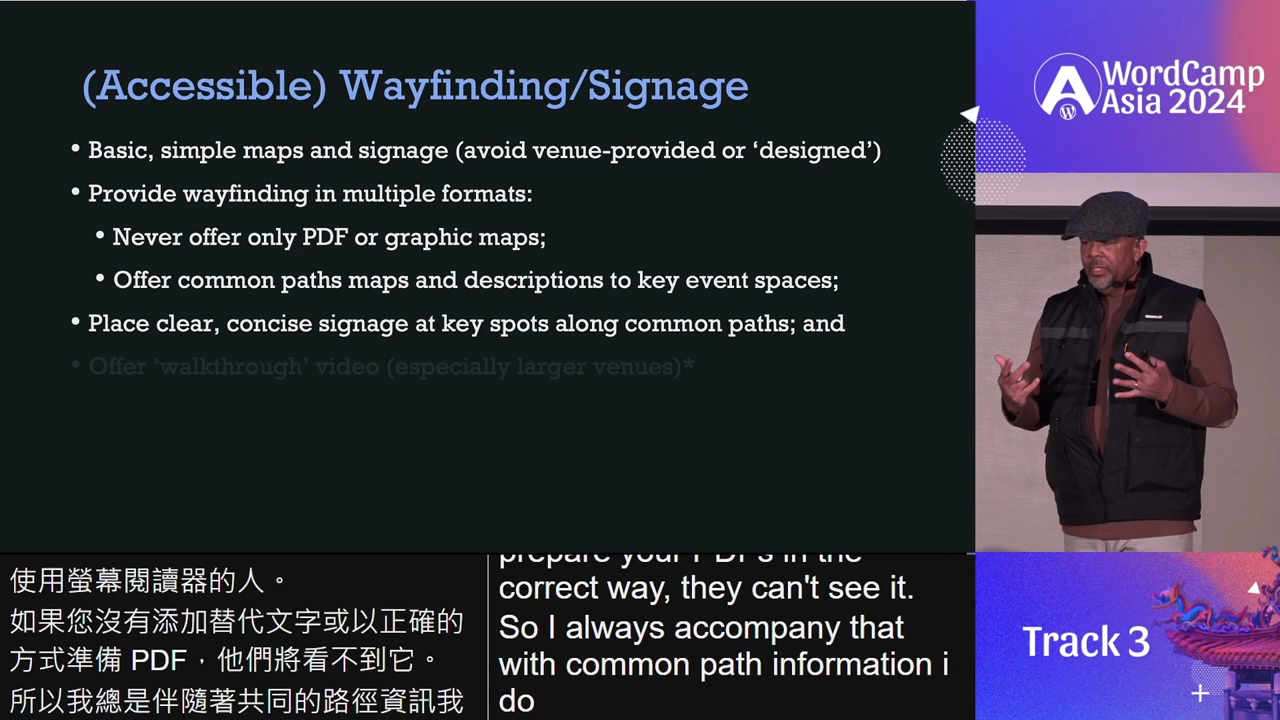 (Accessible) Wayfinding/Signage
• Basic, simple maps and signage (avoid venue-provided or ‘designed’)
• Provide wayfinding in multiple formats:
• Never offer only PDF or graphic maps;
• Offer common paths maps and descriptions to key event spaces;
• Place clear, concise signage at key spots along common paths; and
• Offer ‘walkthrough’ video (especially larger venues)*
WordCamp
Asia 2024
使用螢幕閱讀器的人。
如果您沒有添加替代文字或以正確的
方式準備 PDF，他們將看不到它。
所以我總是伴隨著共同的路徑資訊我
prepare your PDFs in the
correct way, they can't see it.
So I always accompany that
with common path information i
do
Track 3